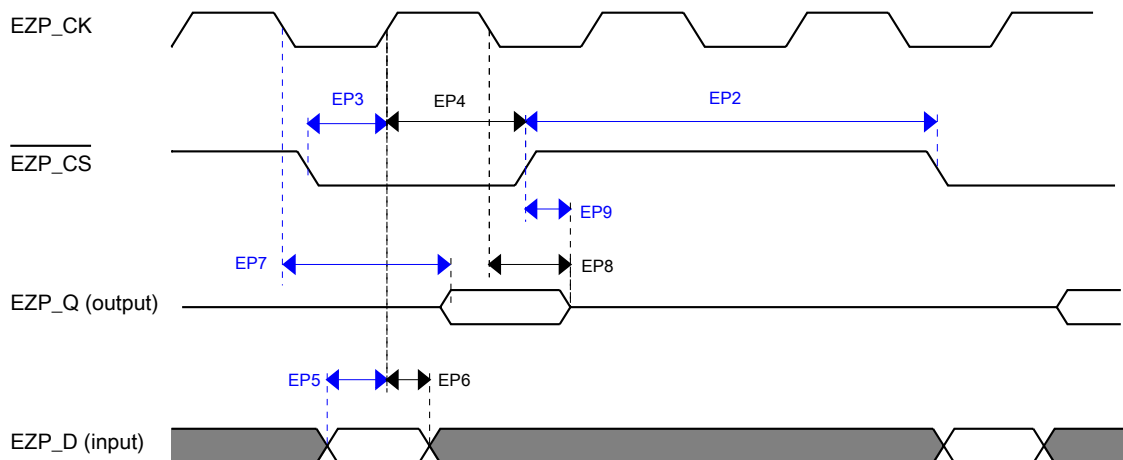 EZP_CK
EP3
EP4
EP2
EZP_CS
EP9
EP7
EP8
EZP_Q (output)
EP5
EP6
EZP_D (input)